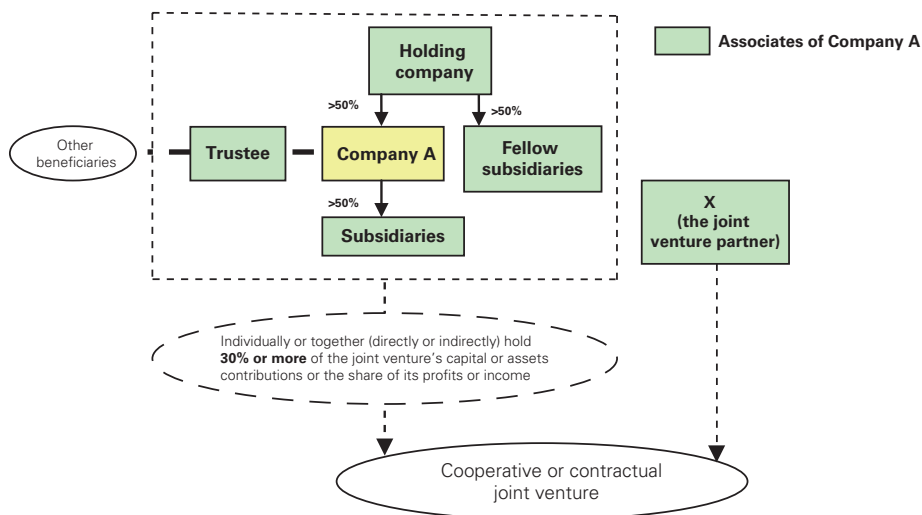 Holding
company
Associates of Company A
>50%
>50%
Other
beneficiaries
Trustee
Company A
Fellow
subsidiaries
>50%
Subsidiaries
X
(the joint
venture partner)
Individually or together (directly or indirectly) hold
30% or more of the joint venture's capital or assets
contributions or the share of its profits or income
Cooperative or contractual
joint venture